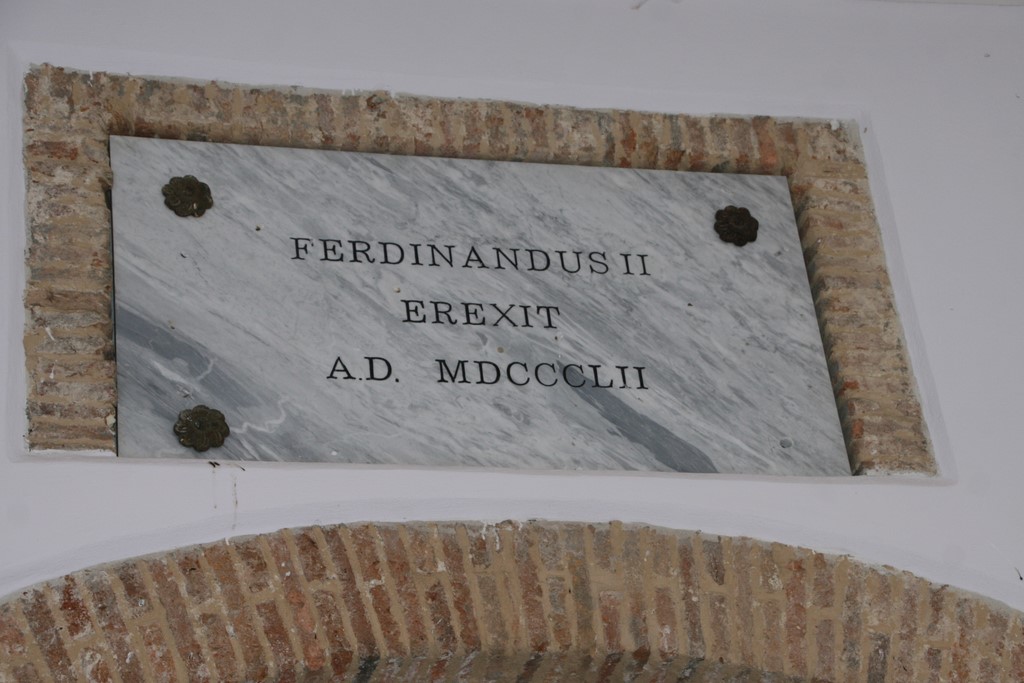 FERDINANDUS II
EREXIT
A.D. MDCCCLII